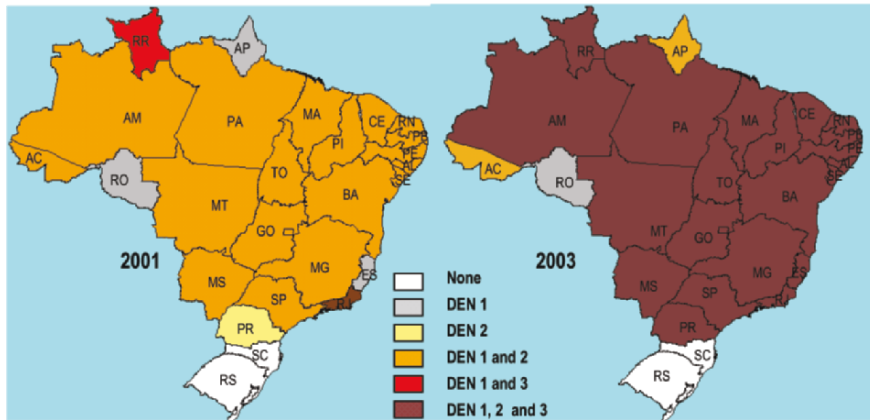 RR
AP
AM
PA
MA
CE
RN
PB
PI
PE
AL
SE
AC
RO
TO
BA
MT
GO
2001
MG
ES
MS
SP
PR
SC
RS
None
DEN 1
DEN 2
DEN 1 and 2
DEN 1 and 3
DEN 1, 2 and 3
RR
AP
AM
PA
MA
CE
RN
PB
PI
PE
AL
SE
AC
RO
TO
BA
MT
GO
2003
MG
ES
MS
SP
RJ
PR
SC
RS